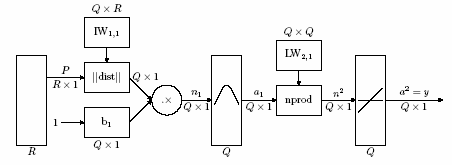 Q × R
IW1,1
Q × Q
LW2,1
P
R × 1
||dist||
Q × 1
.×
n1
Q × 1
a1
Q × 1
nprod
n²
Q × 1
a² = y
Q × 1
1
b1
Q × 1
R
Q
Q